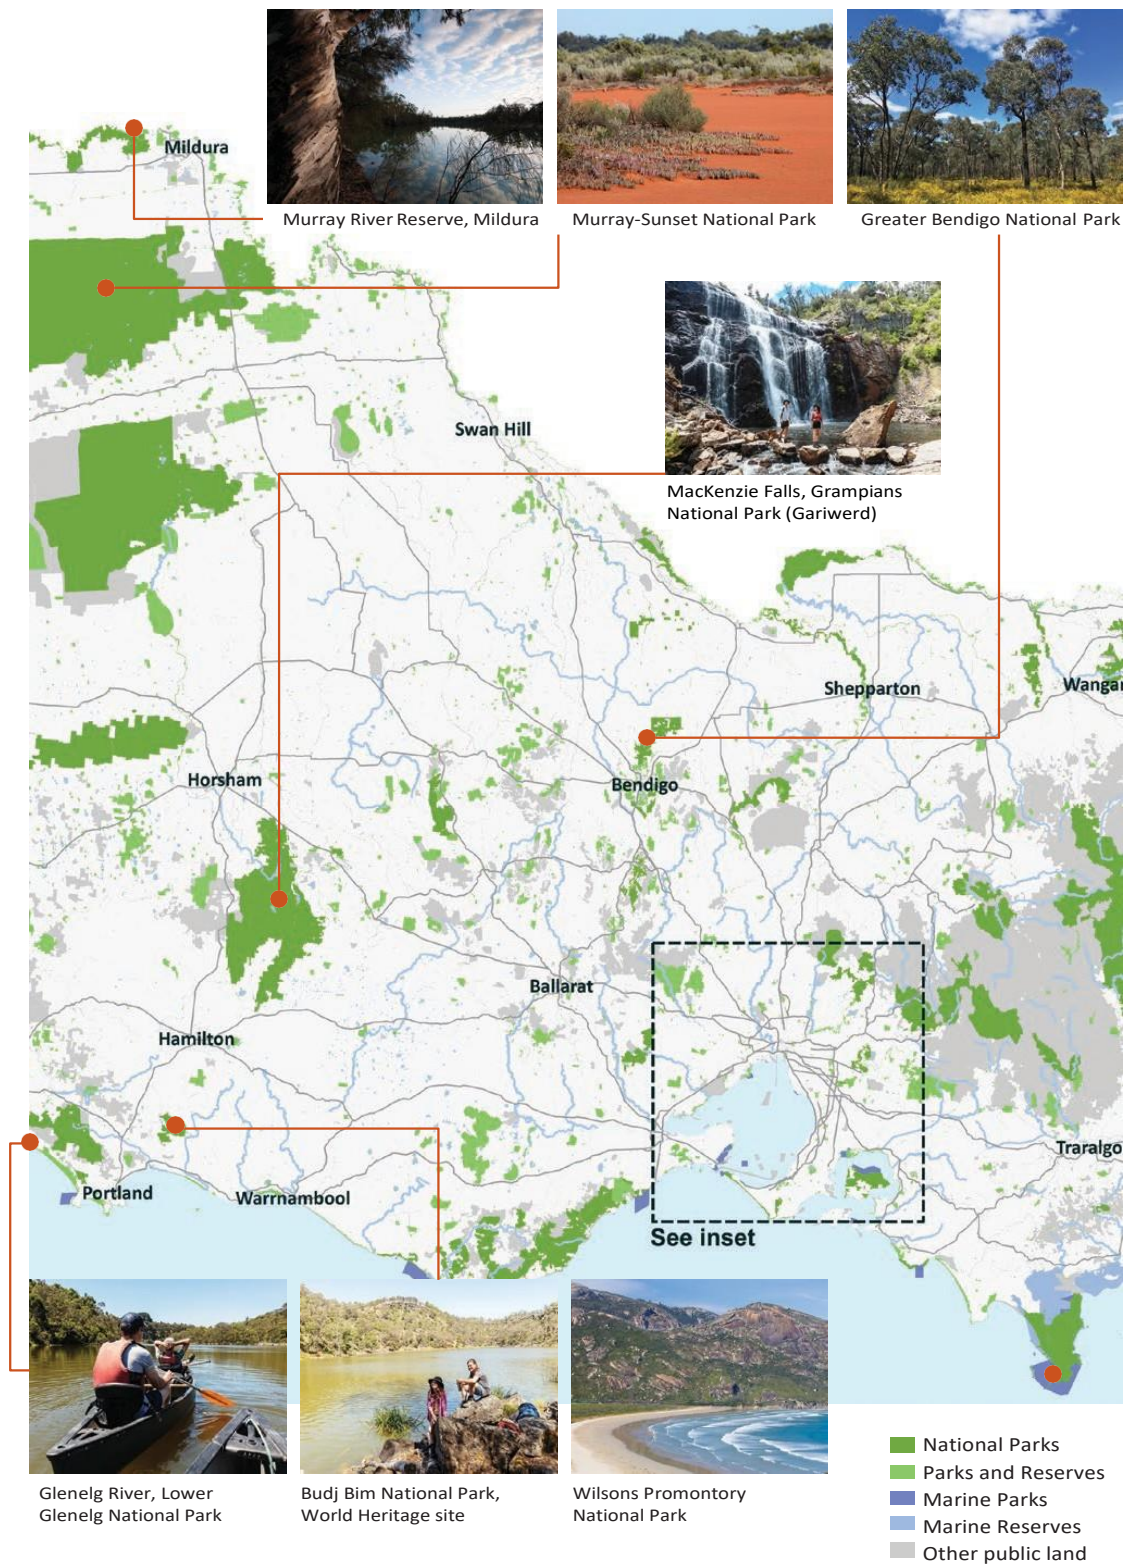 Mildura
Murray River Reserve, Mildura
Murray-Sunset National Park
Greater Bendigo National Park
Swan Hill
MacKenzie Falls, Grampians
National Park (Gariwerd)
Shepparton
Wangar
Horsham
Bendigo
Ballarat
Hamilton
Traralgo
Portland
Warrnambool
See inset
Glenelg River, Lower
Glenelg National Park
Budj Bim National Park,
World Heritage site
Wilsons Promontory
National Park
National Parks
Parks and Reserves
Marine Parks
Marine Reserves
Other public land